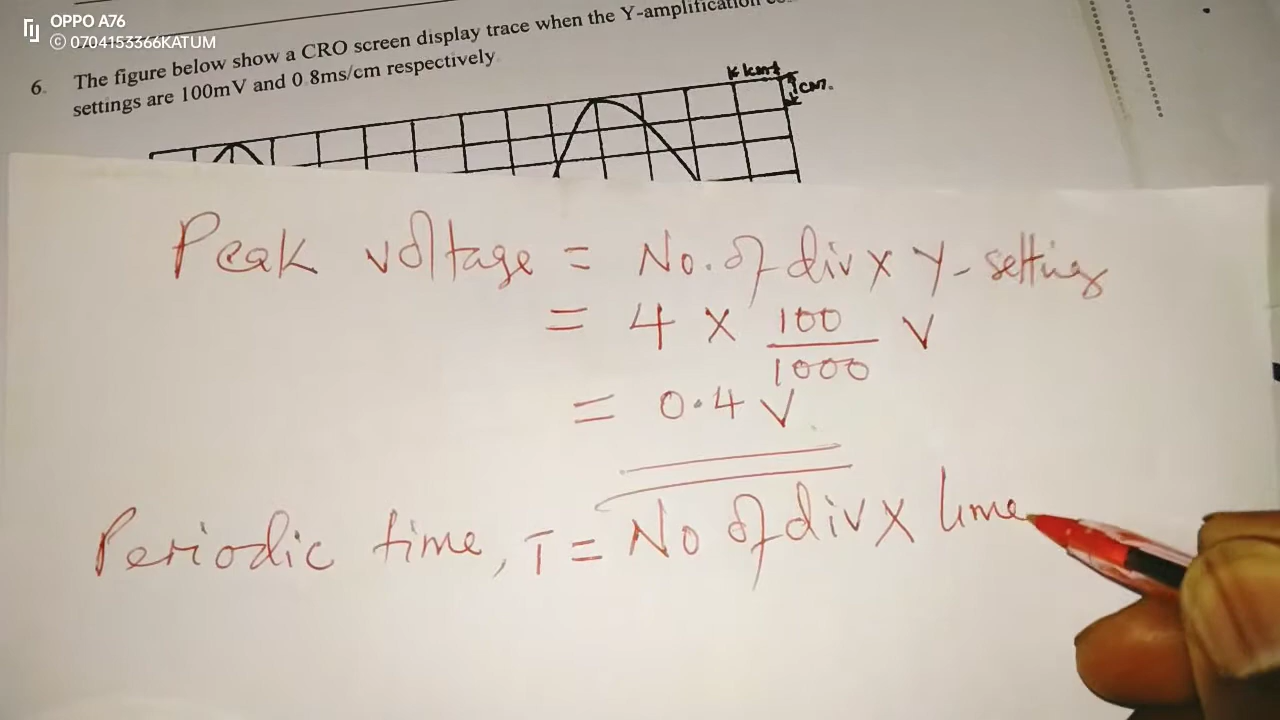 OPPO A76
© 0704153366KATUM
6. The figure below show a CRO screen display trace when the Y-amplification
settings are 100mV and 0.8ms/cm respectively
1cm
1cm.
Peak voltage = No. of div x Y-setting
= 4 x 100/1000 V
= 0.4 V
Periodic time, T = No of div x time